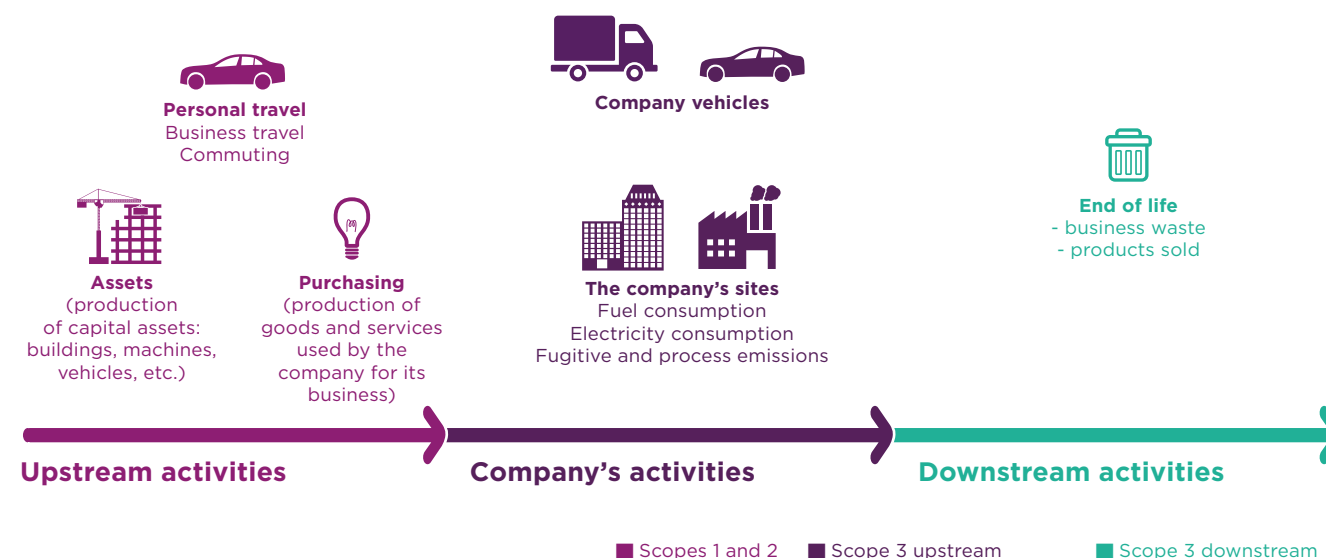 Personal travel
Business travel
Commuting
Company vehicles
End of life
- business waste
- products sold
Assets
(production
of capital assets:
buildings, machines,
vehicles, etc.)
Purchasing
(production of
goods and services
used by the
company for its
business)
The company’s sites
Fuel consumption
Electricity consumption
Fugitive and process emissions
Upstream activities
Company’s activities
Downstream activities
Scopes 1 and 2
Scope 3 upstream
Scope 3 downstream